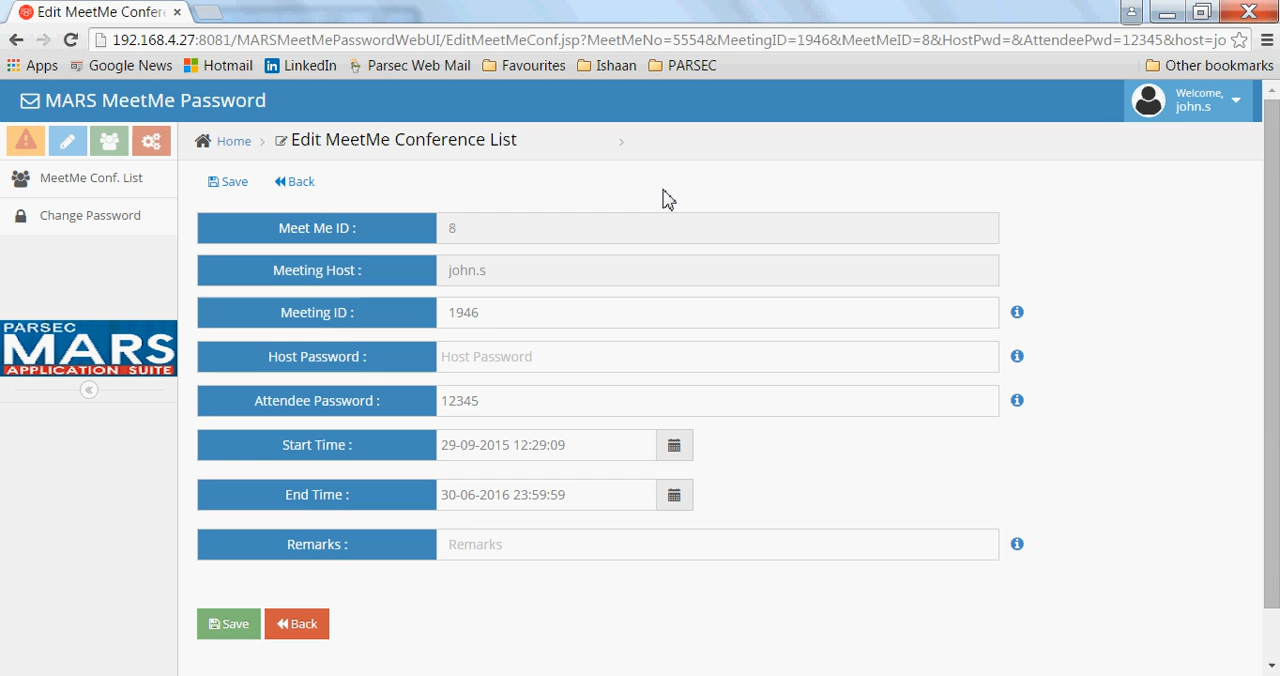 Edit MeetMe Conferen
192.168.4.27:8081/MARSMeetMePasswordWebUI/EditMeetMeConf.jsp?MeetMeNo=5554&MeetingID=1946&MeetMeID=8&HostPwd=&AttendeePwd=12345&host=jo
Apps Google News Hotmail LinkedIn Parsec Web Mail Favourites Ishaan PARSEC Other bookmarks
MARS MeetMe Password
Welcome,
john.s
Home Edit MeetMe Conference List
MeetMe Conf. List
Change Password
PARSEC
MARS
APPLICATION SUITE
Save Back
Meet Me ID : 8
Meeting Host : john.s
Meeting ID : 1946
Host Password : Host Password
Attendee Password : 12345
Start Time : 29-09-2015 12:29:09
End Time : 30-06-2016 23:59:59
Remarks : Remarks
Save Back